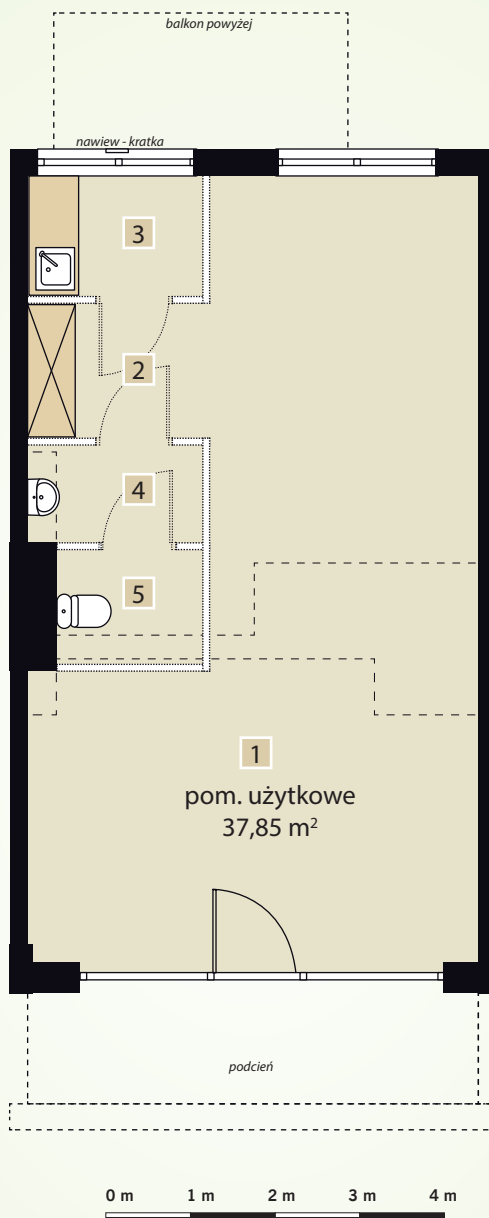 balkon powyżej
nawiew - kratka
3
2
4
5
1
pom. użytkowe
37,85 m²
podcień
0 m 1 m 2 m 3 m 4 m